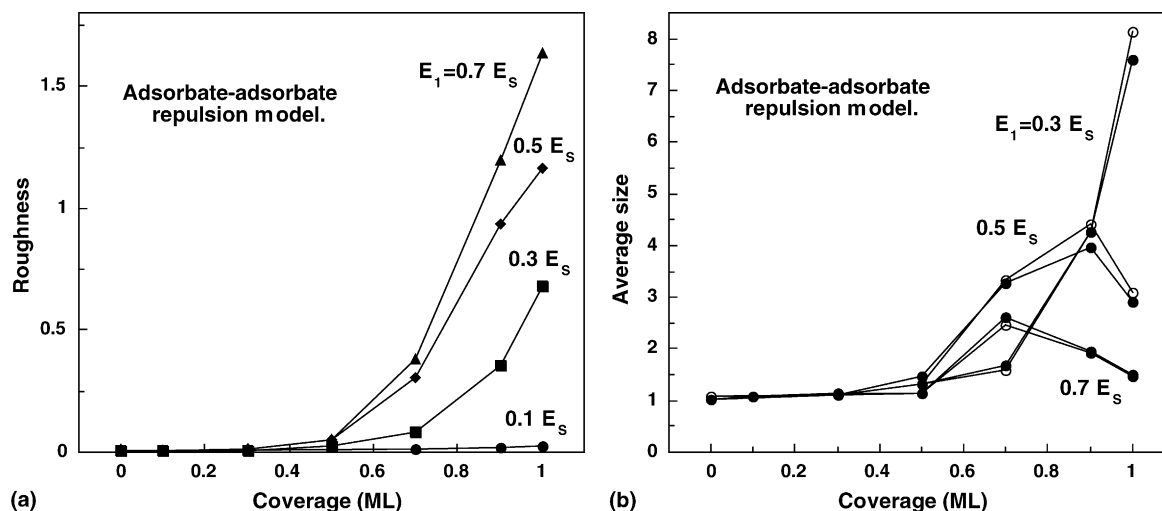 Adsorbate-adsorbate
repulsion model.
E1=0.7 ES
0.5 ES
0.3 ES
0.1 ES
Roughness
1.5
1
0.5
0
0 0.2 0.4 0.6 0.8 1
Coverage (ML)
(a)
Adsorbate-adsorbate
repulsion model.
E1=0.3 ES
0.5 ES
0.7 ES
Average size
8
7
6
5
4
3
2
1
0
0 0.2 0.4 0.6 0.8 1
Coverage (ML)
(b)